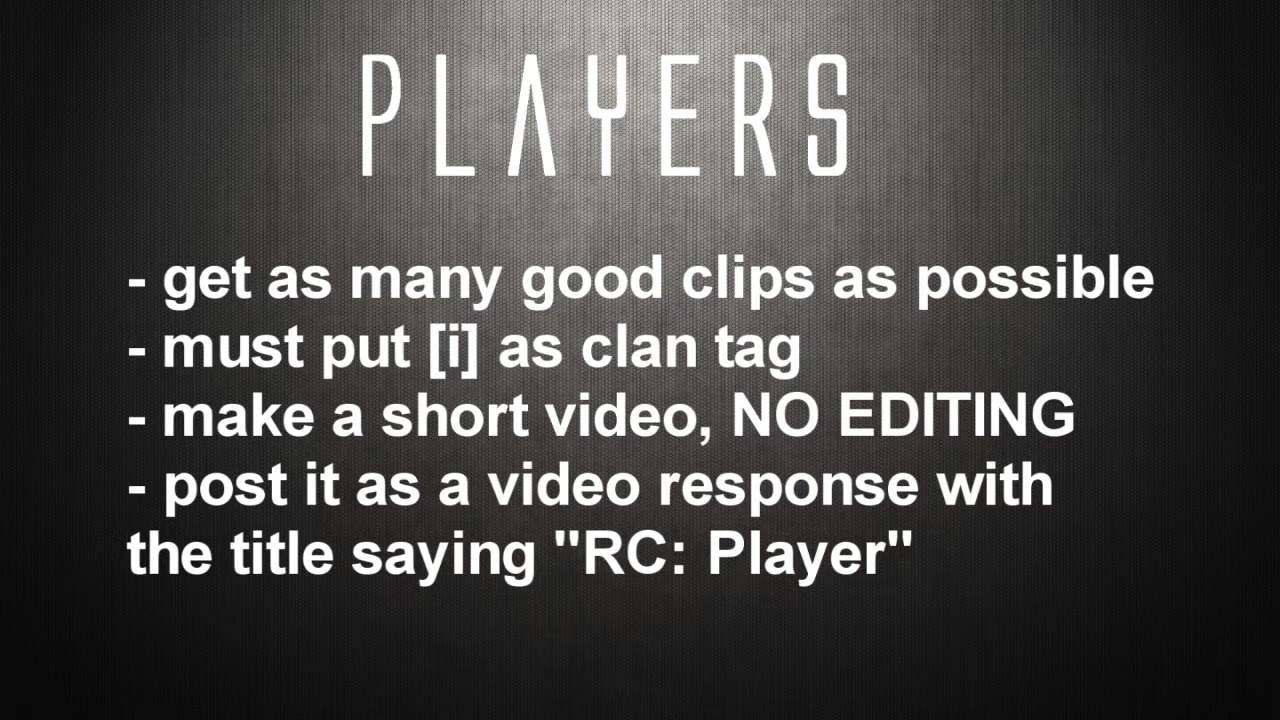 PLAYERS
- get as many good clips as possible
- must put [i] as clan tag
- make a short video, NO EDITING
- post it as a video response with
the title saying "RC: Player"